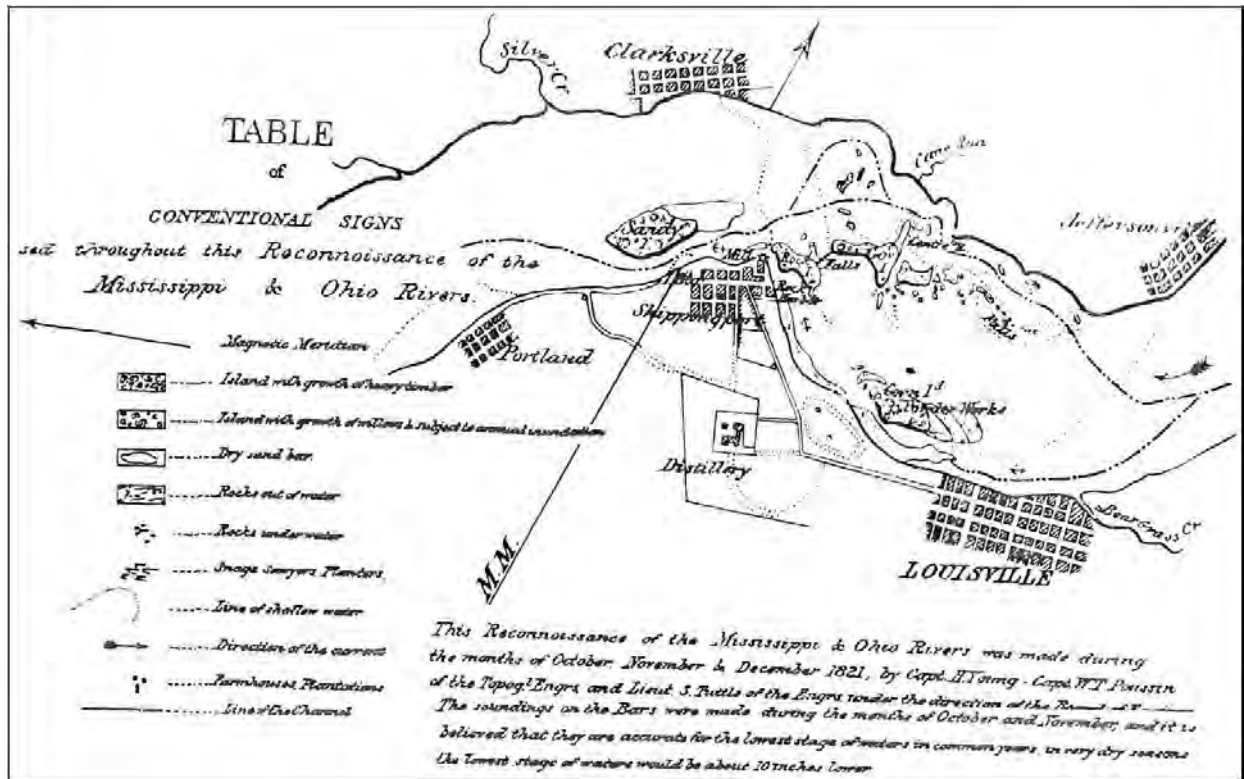 Silver Cr
Clarksville
TABLE
of
CONVENTIONAL SIGNS
sed throughout this Reconnoissance of the
Mississippi & Ohio Rivers.
Cane Run
Jeffersonvi
Sandy
Mill
Rock
Falls
Shippingport
Portland
Distillery
LOUISVILLE
Bear Grass Cr
M.M.
Magnetic Meridian
Island with growth of heavy timber
Island with growth of willows & subject to annual inundation
Dry sand bar.
Rocks out of water
Rocks under water
Snags sawyers Planters
Line of shallow water
Direction of the current
Farmhouses, Plantations
Line of the Channel
This Reconnoissance of the Mississippi & Ohio Rivers was made during
the months of October, November & December 1821, by Capt. H. Young - Capt. W.T. Poussin
of the Topogl Engrs and Lieut. S. Tuttle of the Engrs under the direction of the
The soundings on the Bars were made during the months of October and November, and it is
believed that they are accurate for the lowest stage of waters in common years, in very dry seasons
the lowest stage of waters would be about 10 inches lower